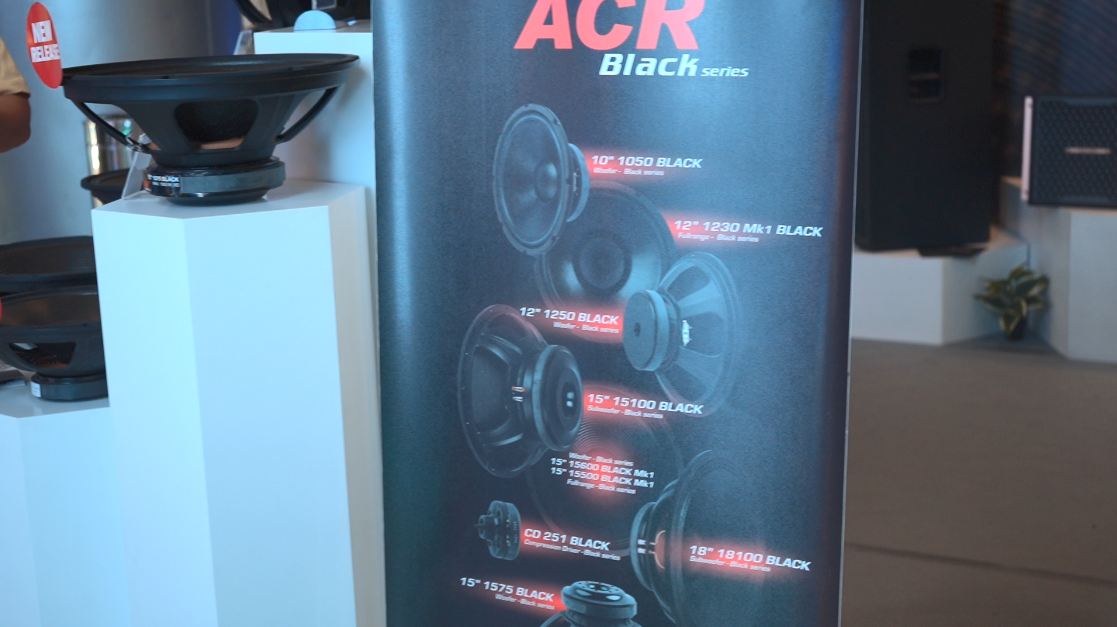 NEW
RELEASE
ACR
Black series
10" 1050 BLACK
Woofer - Black series
12" 1230 Mk1 BLACK
Fullrange - Black series
12" 1250 BLACK
Woofer - Black series
15" 15100 BLACK
Subwoofer - Black series
Woofer - Black series
15" 15600 BLACK Mk1
15" 15500 BLACK Mk1
Fullrange - Black series
CD 251 BLACK
Compression Driver - Black series
18" 18100 BLACK
Subwoofer - Black series
15" 1575 BLACK
Woofer - Black series